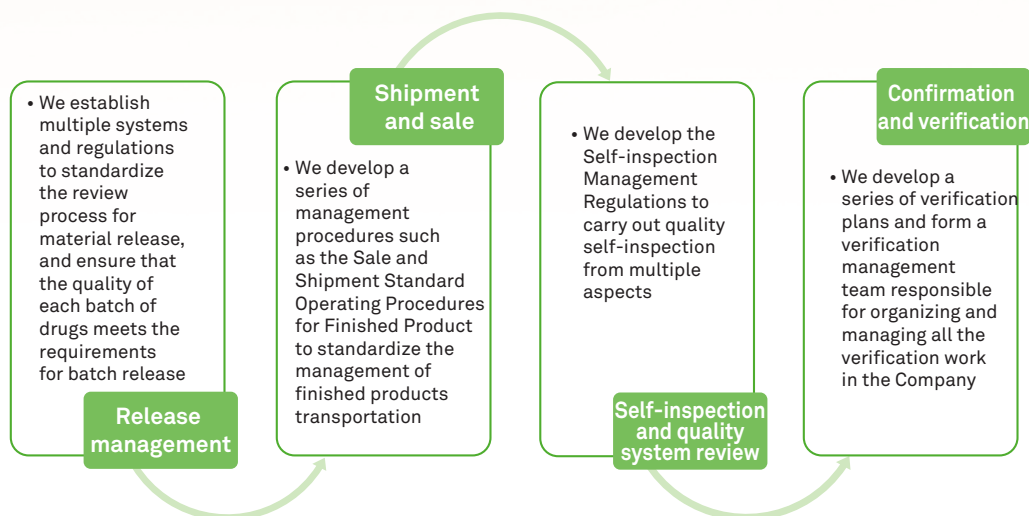 • We establish
multiple systems
and regulations
to standardize
the review
process for
material release,
and ensure that
the quality of
each batch of
drugs meets the
requirements
for batch release
Release
management
Shipment
and sale
• We develop a
series of
management
procedures such
as the Sale and
Shipment Standard
Operating Procedures
for Finished Product
to standardize the
management of
finished products
transportation
• We develop the
Self-inspection
Management
Regulations to
carry out quality
self-inspection
from multiple
aspects
Self-inspection
and quality
system review
Confirmation
and verification
• We develop a
series of verification
plans and form a
verification
management
team responsible
for organizing and
managing all the
verification work
in the Company